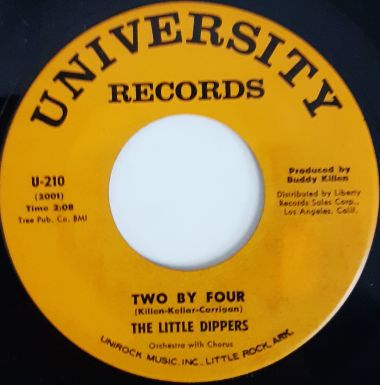 UNIVERSITY
RECORDS
U-210
(2001)
Time 2:08
Tree Pub. Co. BMI
Produced by
Buddy Killen
Distributed by Liberty
Records Sales Corp.,
Los Angeles, Calif.
TWO BY FOUR
(Killen-Kellar-Carrigan)
THE LITTLE DIPPERS
Orchestra with Chorus
UNIROCK MUSIC, INC., LITTLE ROCK, ARK.